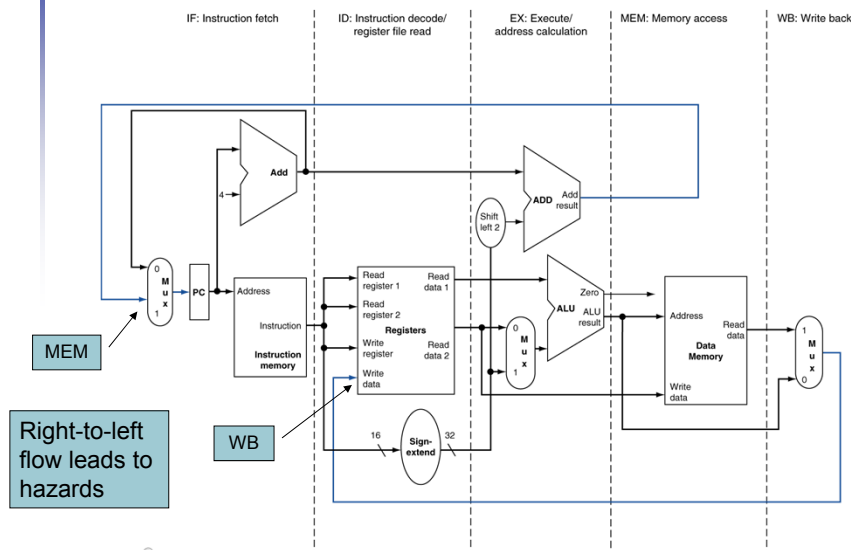 IF: Instruction fetch
ID: Instruction decode/
register file read
EX: Execute/
address calculation
MEM: Memory access
WB: Write back
Add
4
ADD
Add
result
Shift
left 2
0
M
u
x
1
PC
Address
Instruction
Instruction
memory
Read
register 1
Read
data 1
Read
register 2
Registers
Write
register
Read
data 2
Write
data
0
M
u
x
1
Zero
ALU
ALU
result
Address
Read
data
Data
Memory
Write
data
1
M
u
x
0
MEM
WB
16
Sign-
extend
32
Right-to-left
flow leads to
hazards